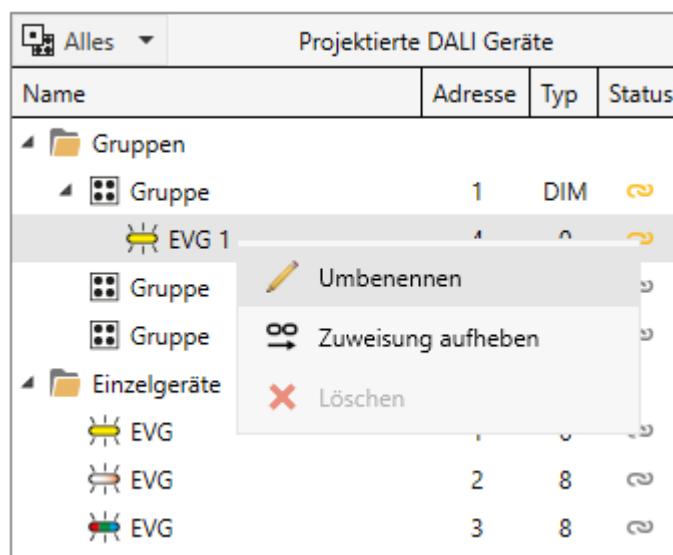 Alles Projektierte DALI Geräte
Name Adresse Typ Status
Gruppen
Gruppe 1 DIM
EVG 1
Umbenennen
Gruppe
Zuweisung aufheben
Gruppe
Einzelgeräte
Löschen
EVG
EVG 2 8
EVG 3 8